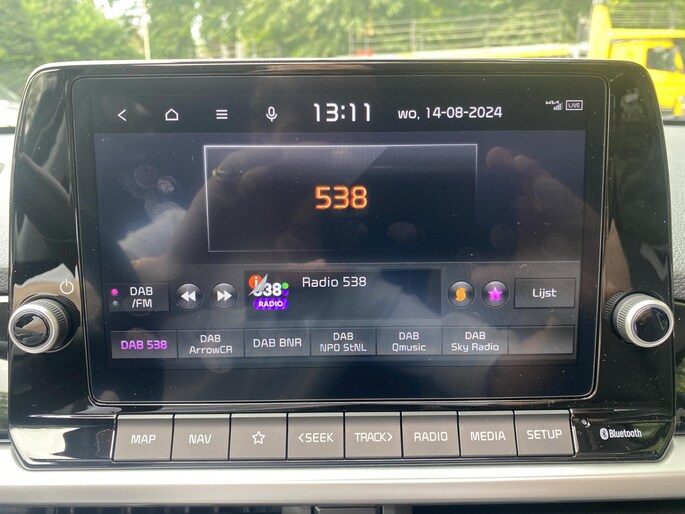 13:11 wo, 14-08-2024 LIVE
538
DAB
/FM
538
RADIO
Radio 538
Lijst
DAB 538
DAB
ArrowCR
DAB BNR
DAB
NPO StNL
DAB
Qmusic
DAB
Sky Radio
MAP NAV <SEEK TRACK> RADIO MEDIA SETUP Bluetooth